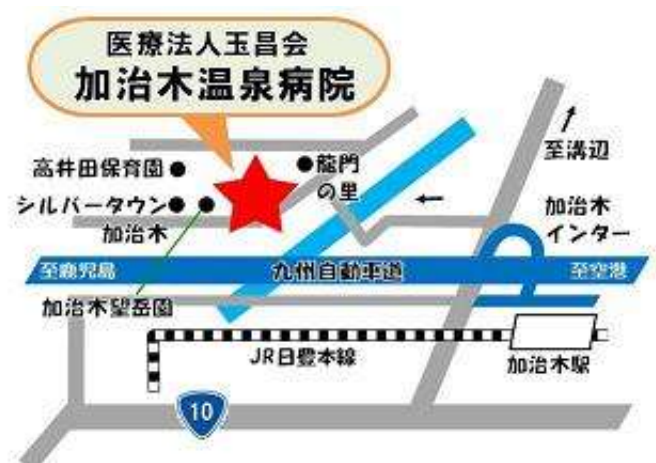 医療法人玉昌会
加治木温泉病院
高井田保育園
龍門
の里
至溝辺
シルバータウン
加治木
加治木
インター
至鹿児島
九州自動車道
至空港
加治木望岳園
JR日豊本線
加治木駅
10